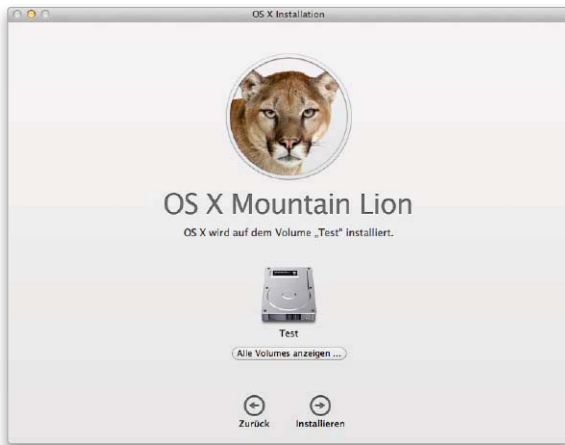 OS X Installation
OS X Mountain Lion
OS X wird auf dem Volume „Test“ installiert.
Test
Alle Volumes anzeigen ...
Zurück
Installieren